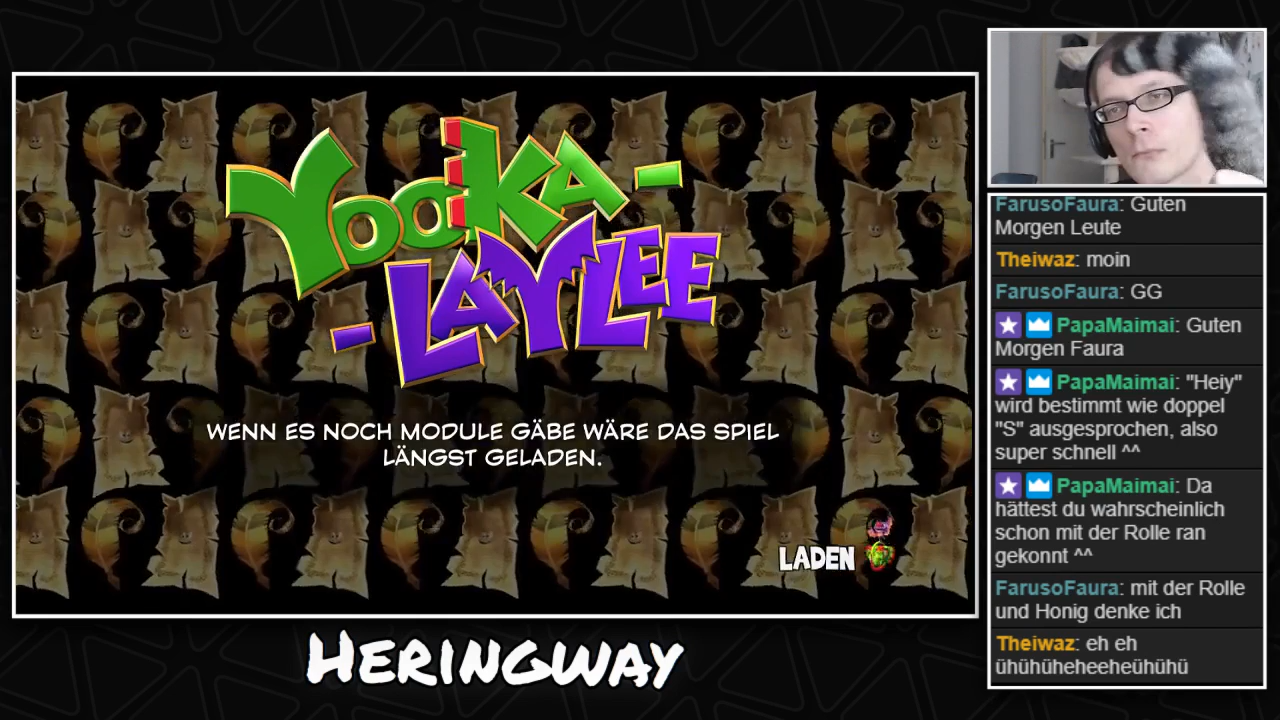 YOOKA-
-LAYLEE
WENN ES NOCH MODULE GÄBE WÄRE DAS SPIEL
LÄNGST GELADEN.
LADEN
HERINGWAY
FarusoFaura: Guten
Morgen Leute
Theiwaz: moin
FarusoFaura: GG
PapaMaimai: Guten
Morgen Faura
PapaMaimai: "Heiy"
wird bestimmt wie doppel
"S" ausgesprochen, also
super schnell ^^
PapaMaimai: Da
hättest du wahrscheinlich
schon mit der Rolle ran
gekonnt ^^
FarusoFaura: mit der Rolle
und Honig denke ich
Theiwaz: eh eh
ühühüheheeheühühü